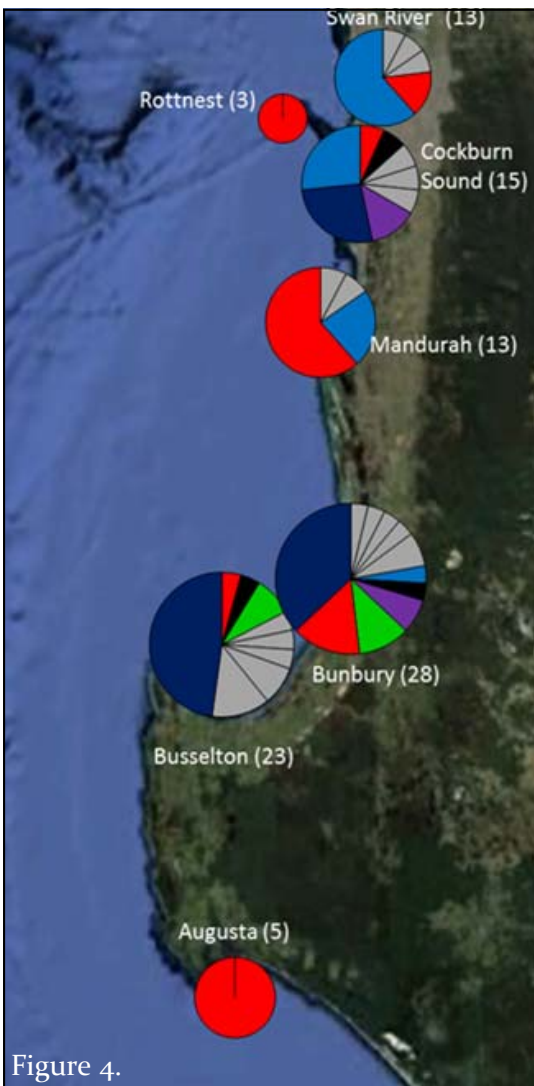 Swan River (13)
Rottnest (3)
Cockburn
Sound (15)
Mandurah (13)
Bunbury (28)
Busselton (23)
Augusta (5)
Figure 4.